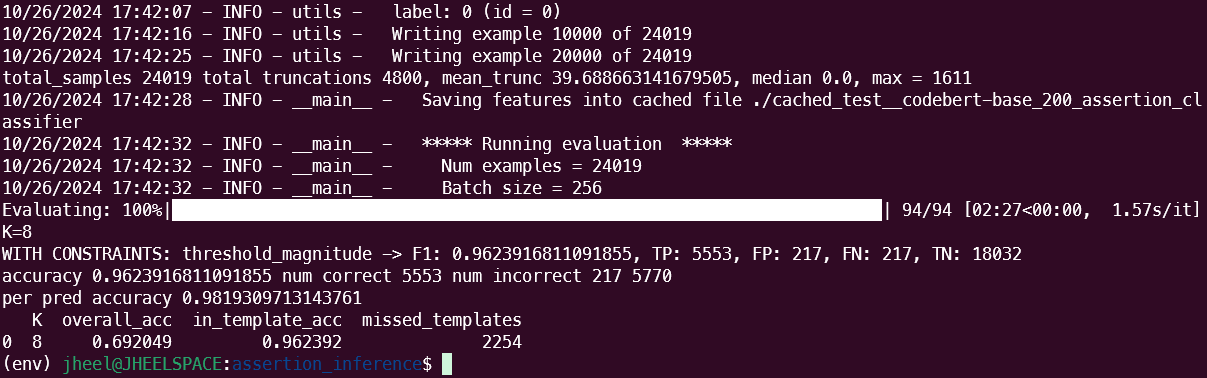 10/26/2024 17:42:07 - INFO - utils -   label: 0 (id = 0)
10/26/2024 17:42:16 - INFO - utils -   Writing example 10000 of 24019
10/26/2024 17:42:25 - INFO - utils -   Writing example 20000 of 24019
total_samples 24019 total truncations 4800, mean_trunc 39.688663141679505, median 0.0, max = 1611
10/26/2024 17:42:28 - INFO - __main__ -   Saving features into cached file ./cached_test__codebert-base_200_assertion_cl
assifier
10/26/2024 17:42:32 - INFO - __main__ -   ***** Running evaluation  *****
10/26/2024 17:42:32 - INFO - __main__ -     Num examples = 24019
10/26/2024 17:42:32 - INFO - __main__ -     Batch size = 256
Evaluating: 100%|                                                                       | 94/94 [02:27<00:00,  1.57s/it]
K=8
WITH CONSTRAINTS: threshold_magnitude -> F1: 0.9623916811091855, TP: 5553, FP: 217, FN: 217, TN: 18032
accuracy 0.9623916811091855 num correct 5553 num incorrect 217 5770
per pred accuracy 0.9819309713143761
   K  overall_acc  in_template_acc  missed_templates
0  8     0.692049         0.962392              2254
(env) jheel@JHEELSPACE:assertion_inference$